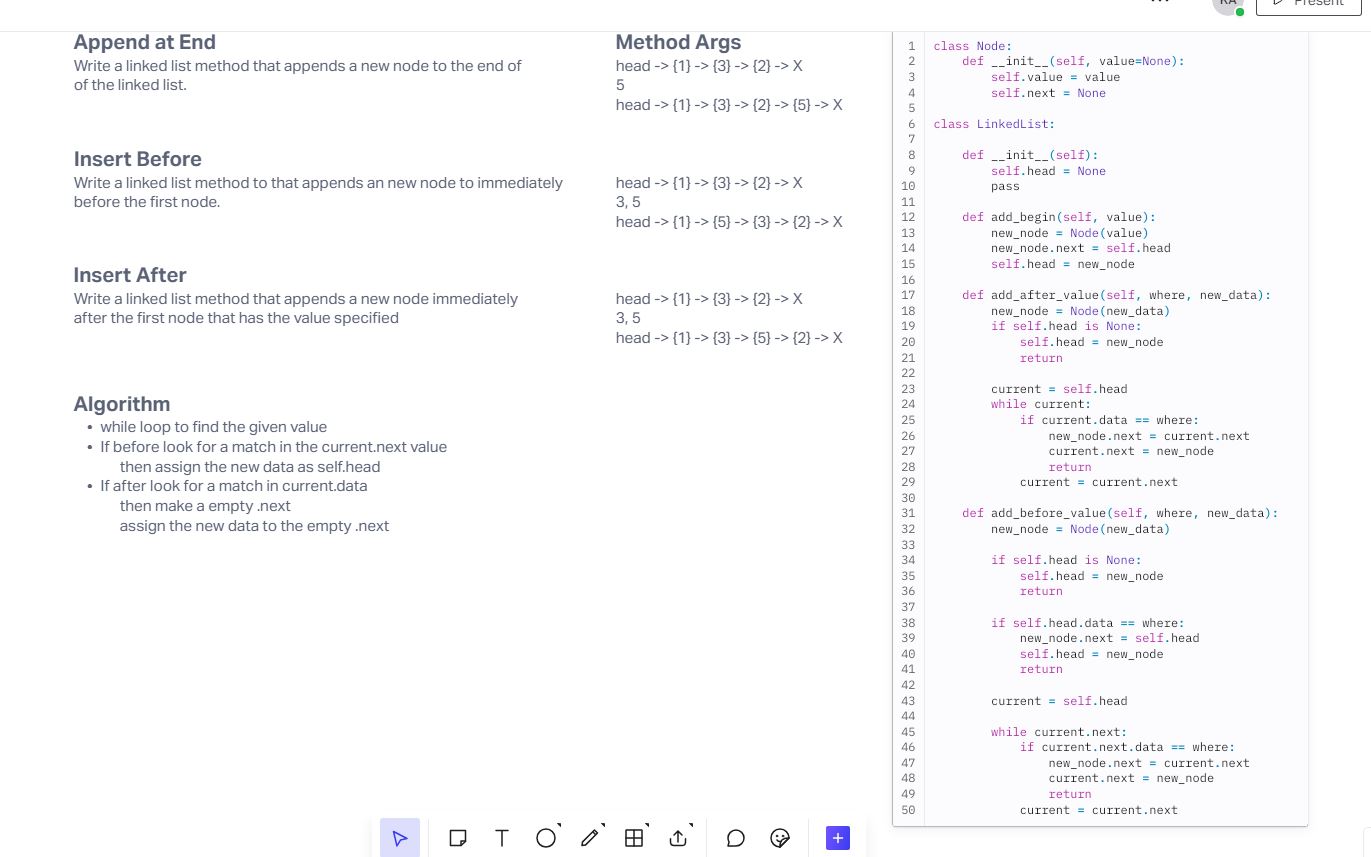 Present
Append at End
Write a linked list method that appends a new node to the end of
of the linked list.
Method Args
head -> {1} -> {3} -> {2} -> X
5
head -> {1} -> {3} -> {2} -> {5} -> X
Insert Before
Write a linked list method to that appends an new node to immediately
before the first node.
head -> {1} -> {3} -> {2} -> X
3, 5
head -> {1} -> {5} -> {3} -> {2} -> X
Insert After
Write a linked list method that appends a new node immediately
after the first node that has the value specified
head -> {1} -> {3} -> {2} -> X
3, 5
head -> {1} -> {3} -> {5} -> {2} -> X
Algorithm
• while loop to find the given value
• If before look for a match in the current.next value
then assign the new data as self.head
• If after look for a match in current.data
then make a empty .next
assign the new data to the empty .next
1 class Node:
2     def __init__(self, value=None):
3         self.value = value
4         self.next = None
5
6 class LinkedList:
7
8     def __init__(self):
9         self.head = None
10         pass
11
12     def add_begin(self, value):
13         new_node = Node(value)
14         new_node.next = self.head
15         self.head = new_node
16
17     def add_after_value(self, where, new_data):
18         new_node = Node(new_data)
19         if self.head is None:
20             self.head = new_node
21             return
22
23         current = self.head
24         while current:
25             if current.data == where:
26                 new_node.next = current.next
27                 current.next = new_node
28                 return
29             current = current.next
30
31     def add_before_value(self, where, new_data):
32         new_node = Node(new_data)
33
34         if self.head is None:
35             self.head = new_node
36             return
37
38         if self.head.data == where:
39             new_node.next = self.head
40             self.head = new_node
41             return
42
43         current = self.head
44
45         while current.next:
46             if current.next.data == where:
47                 new_node.next = current.next
48                 current.next = new_node
49                 return
50             current = current.next